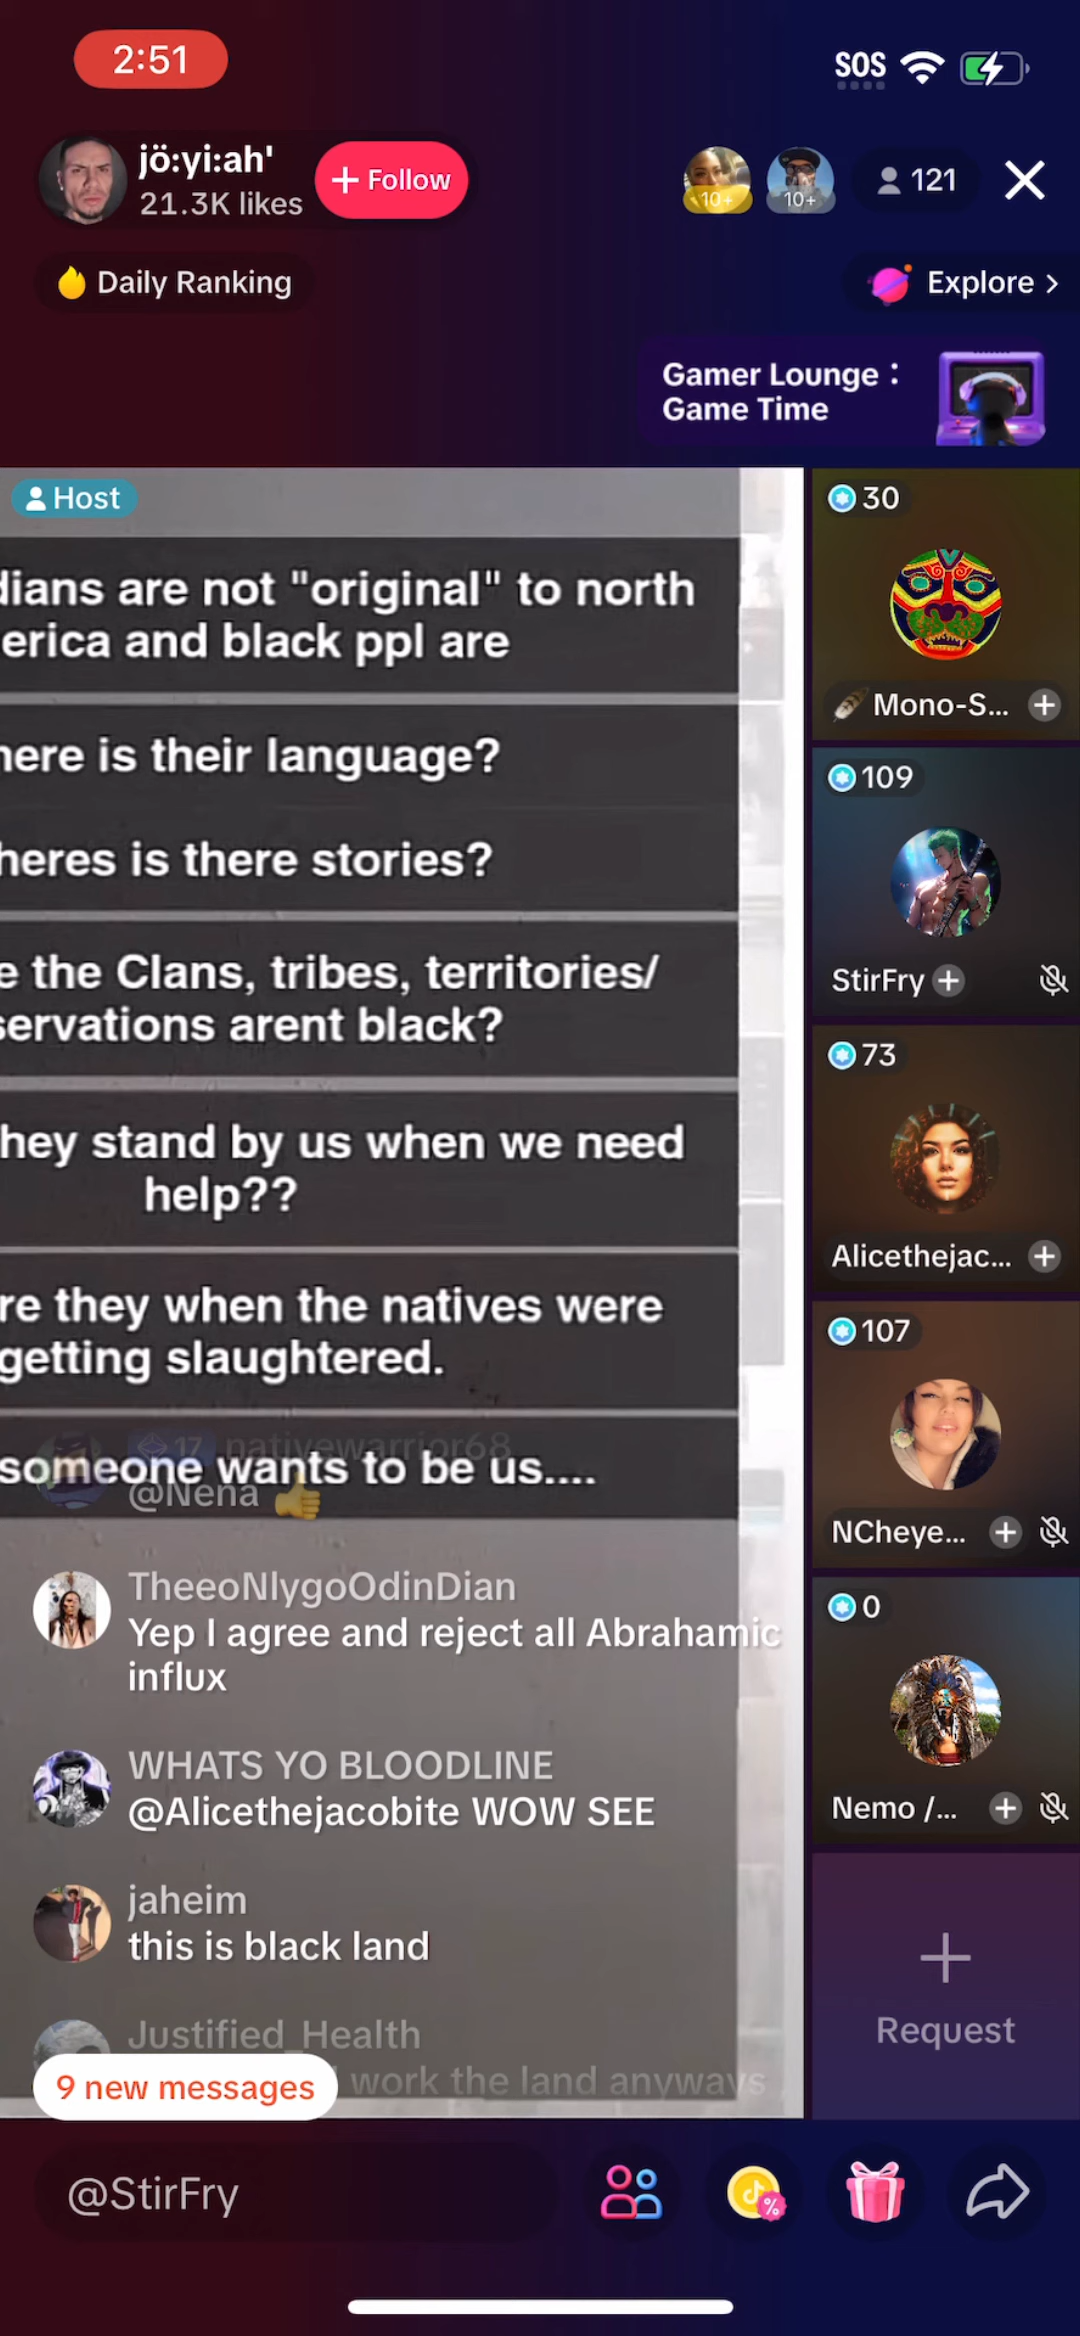 2:51
SOS
jö:yi:ah'
21.3K likes
+ Follow
10+
10+
121
Daily Ranking
Explore >
Gamer Lounge :
Game Time
Host
dians are not "original" to north
erica and black ppl are
here is their language?
heres is there stories?
e the Clans, tribes, territories/
servations arent black?
hey stand by us when we need
help??
re they when the natives were
getting slaughtered.
someone wants to be us....
17 nativewarrior68
@Nena 👍
TheeoNlygoOdinDian
Yep I agree and reject all Abrahamic
influx
WHATS YO BLOODLINE
@Alicethejacobite WOW SEE
jaheim
this is black land
Justified_Health
work the land anyways
9 new messages
30
Mono-S...
109
StirFry
73
Alicethejac...
107
NCheye...
0
Nemo /...
Request
@StirFry